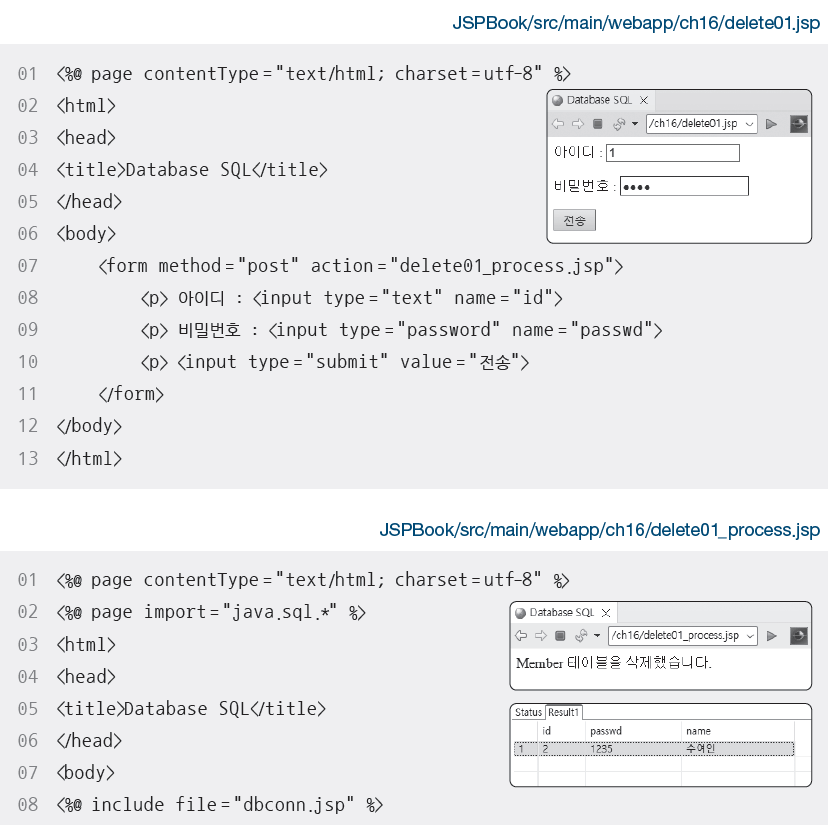 JSPBook/src/main/webapp/ch16/delete01.jsp
01 <%@ page contentType="text/html; charset=utf-8" %>
02 <html>
03 <head>
04 <title>Database SQL</title>
05 </head>
06 <body>
07 <form method="post" action="delete01_process.jsp">
08 <p> 아이디 : <input type="text" name="id">
09 <p> 비밀번호 : <input type="password" name="passwd">
10 <p> <input type="submit" value="전송">
11 </form>
12 </body>
13 </html>
Database SQL
/ch16/delete01.jsp
아이디 : 1
비밀번호 : ●●●●
전송
JSPBook/src/main/webapp/ch16/delete01_process.jsp
01 <%@ page contentType="text/html; charset=utf-8" %>
02 <%@ page import="java.sql.*" %>
03 <html>
04 <head>
05 <title>Database SQL</title>
06 </head>
07 <body>
08 <%@ include file="dbconn.jsp" %>
Database SQL
/ch16/delete01_process.jsp
Member 테이블을 삭제했습니다.
Status Result1
id passwd name
1 2 1235 수여인